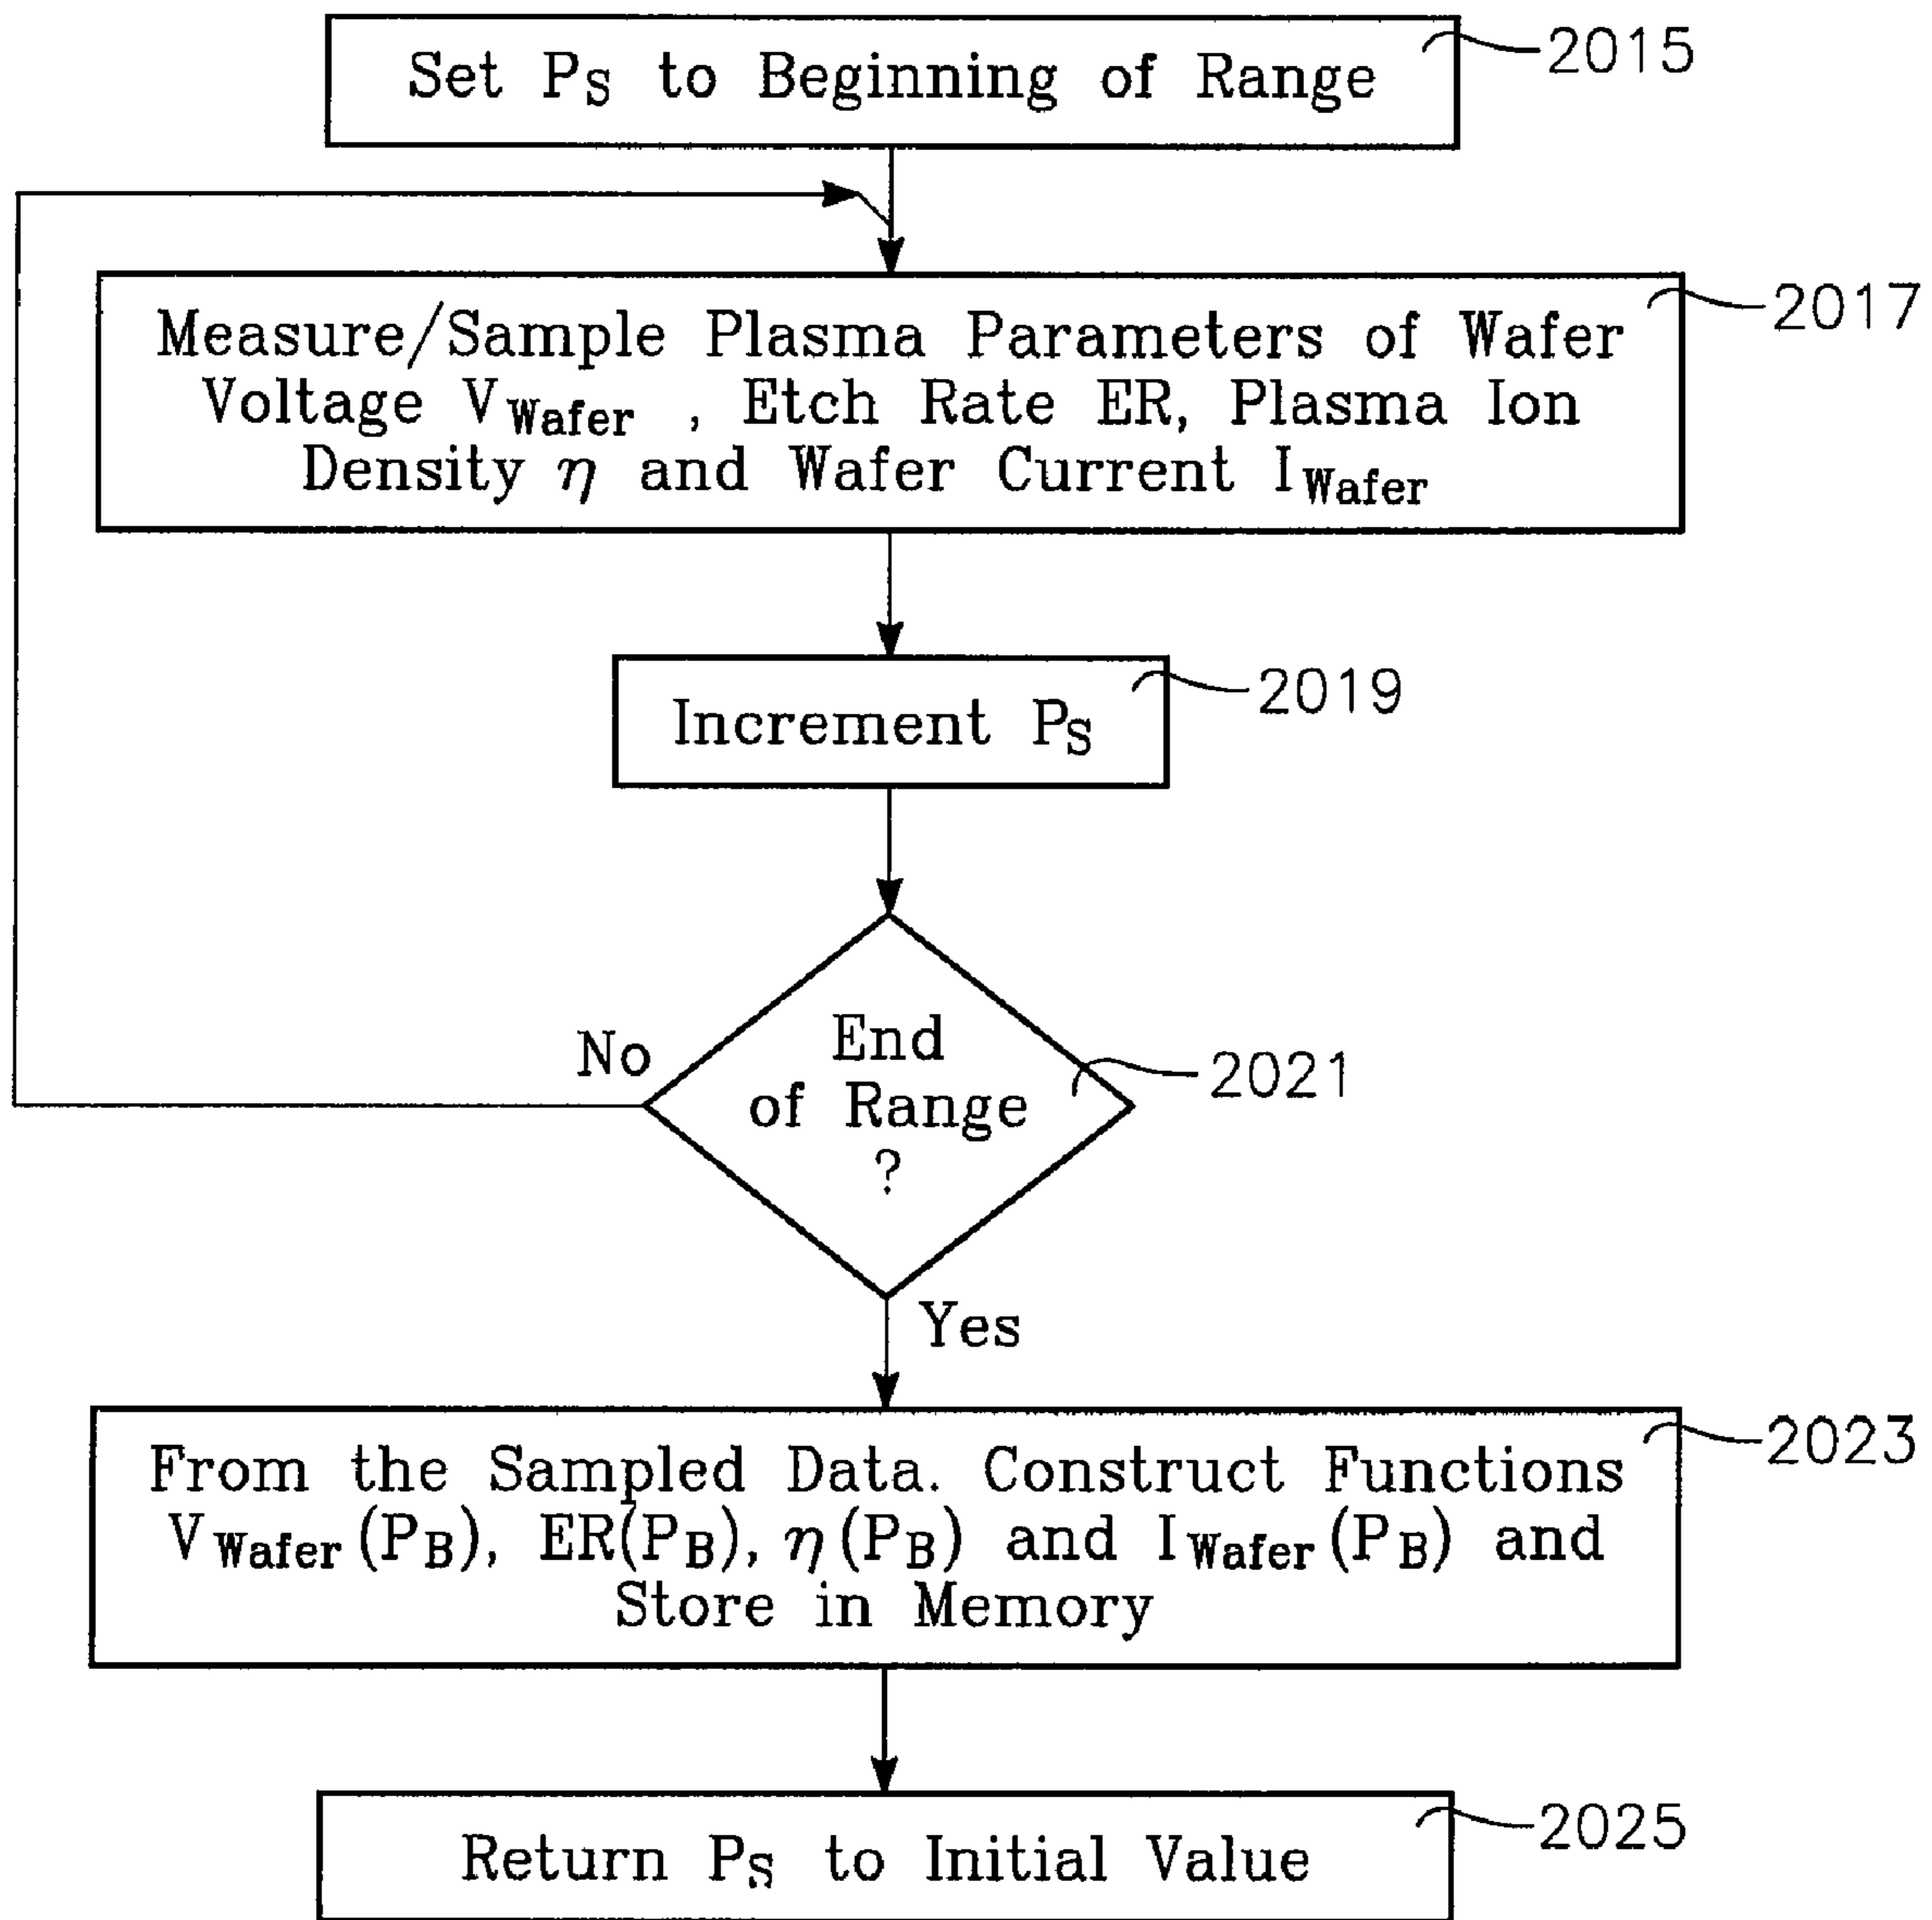 Set PS to Beginning of Range
2015
2017
Measure/Sample Plasma Parameters of Wafer
Voltage VWafer , Etch Rate ER, Plasma Ion
Density η and Wafer Current IWafer
2019
Increment PS
End
of Range
?
2021
No
Yes
2023
From the Sampled Data. Construct Functions
VWafer(PB), ER(PB), η(PB) and IWafer(PB) and
Store in Memory
2025
Return PS to Initial Value